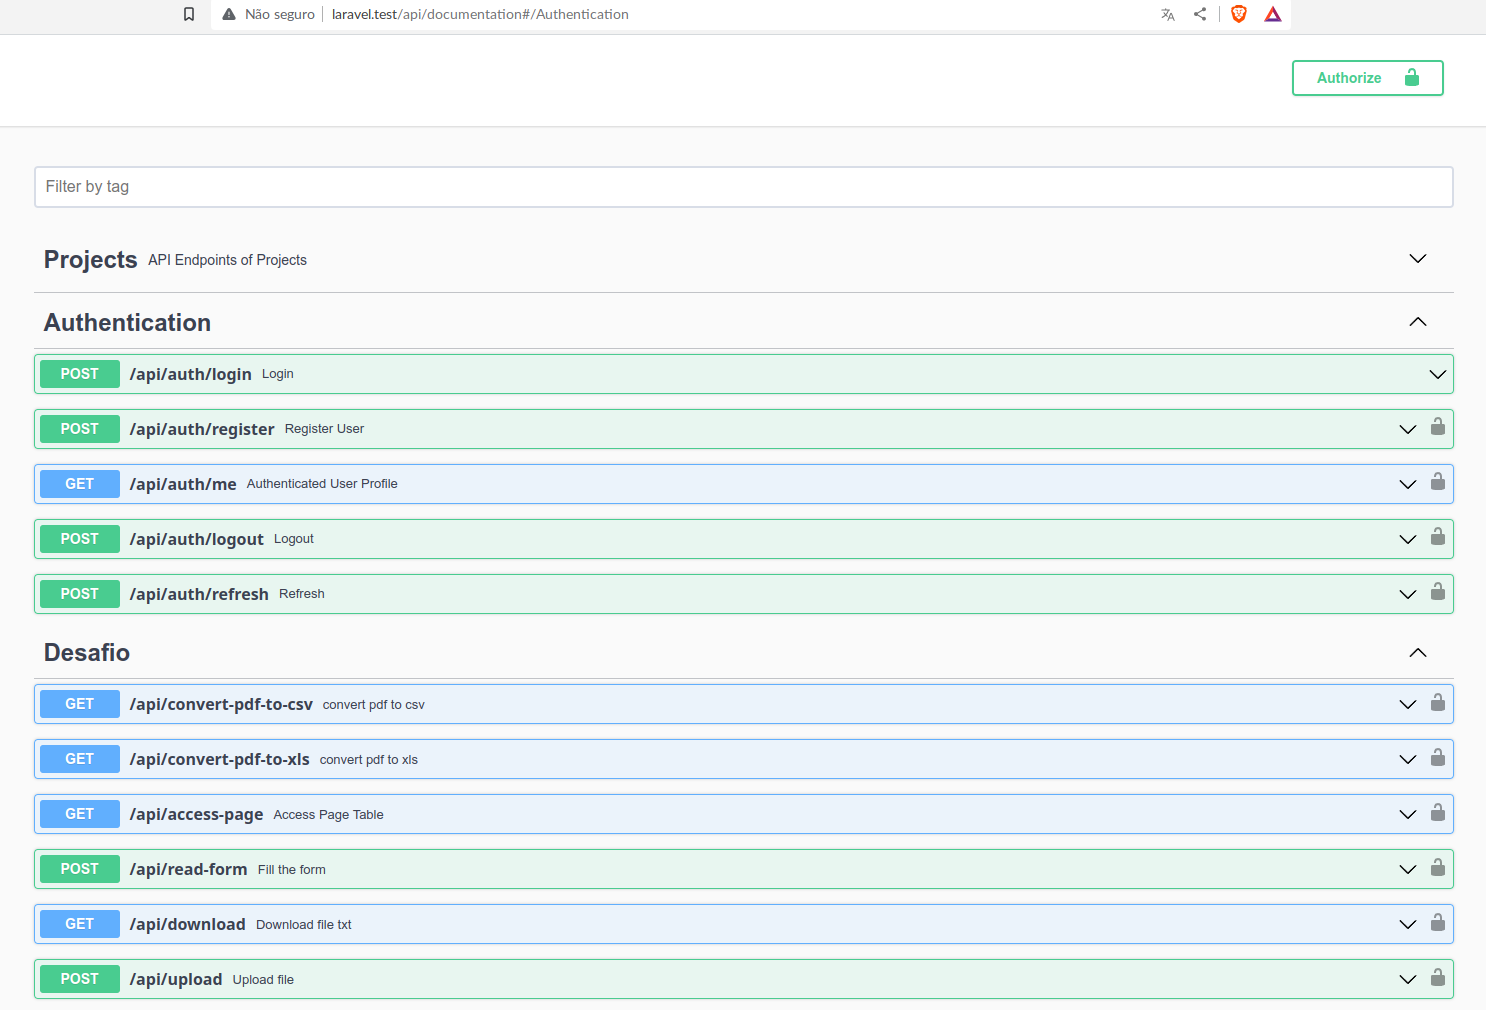 Não seguro laravel.test/api/documentation#/Authentication
Authorize
Filter by tag
Projects API Endpoints of Projects
Authentication
POST /api/auth/login Login
POST /api/auth/register Register User
GET /api/auth/me Authenticated User Profile
POST /api/auth/logout Logout
POST /api/auth/refresh Refresh
Desafio
GET /api/convert-pdf-to-csv convert pdf to csv
GET /api/convert-pdf-to-xls convert pdf to xls
GET /api/access-page Access Page Table
POST /api/read-form Fill the form
GET /api/download Download file txt
POST /api/upload Upload file